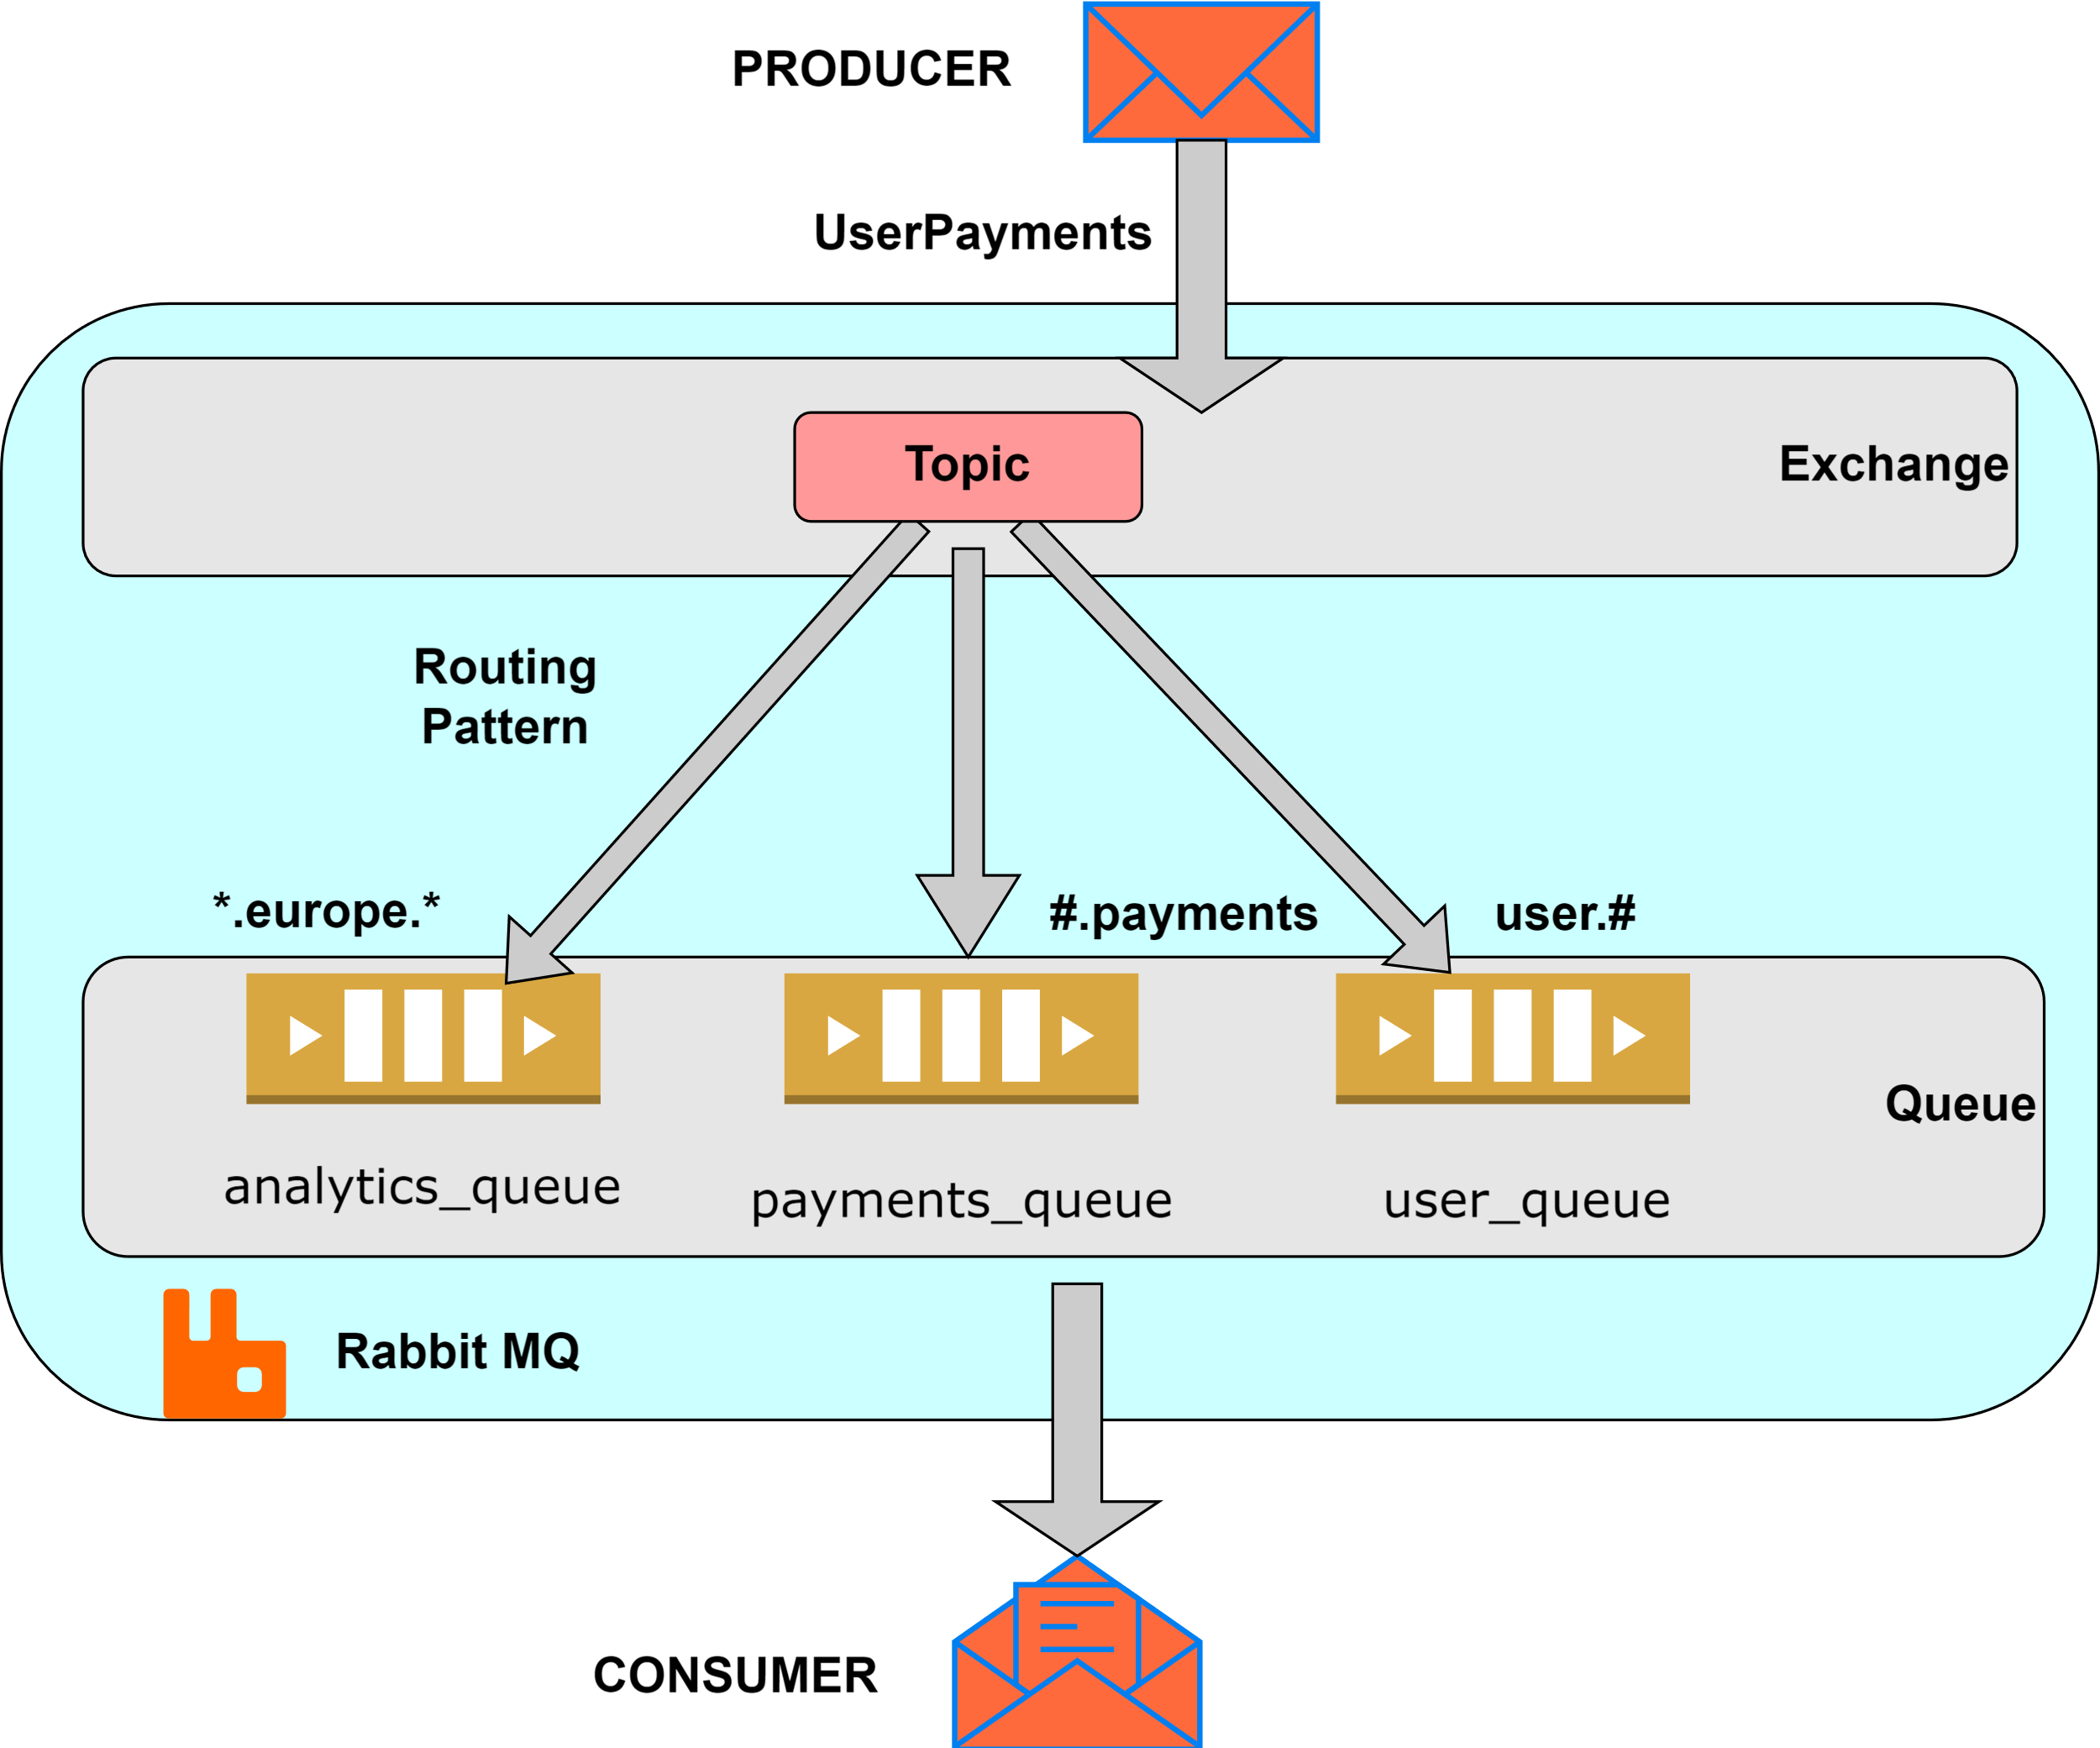 PRODUCER
UserPayments
Topic
Exchange
Routing
Pattern
*.europe.*
#.payments
user.#
Queue
analytics_queue
payments_queue
user_queue
Rabbit MQ
CONSUMER